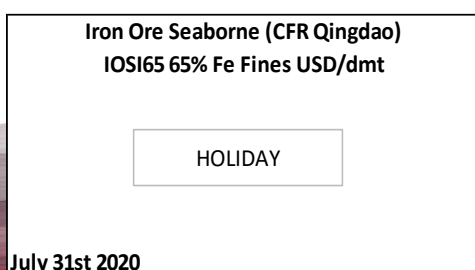 Iron Ore Seaborne (CFR Qingdao)
IOSI65 65% Fe Fines USD/dmt
HOLIDAY
July 31st 2020